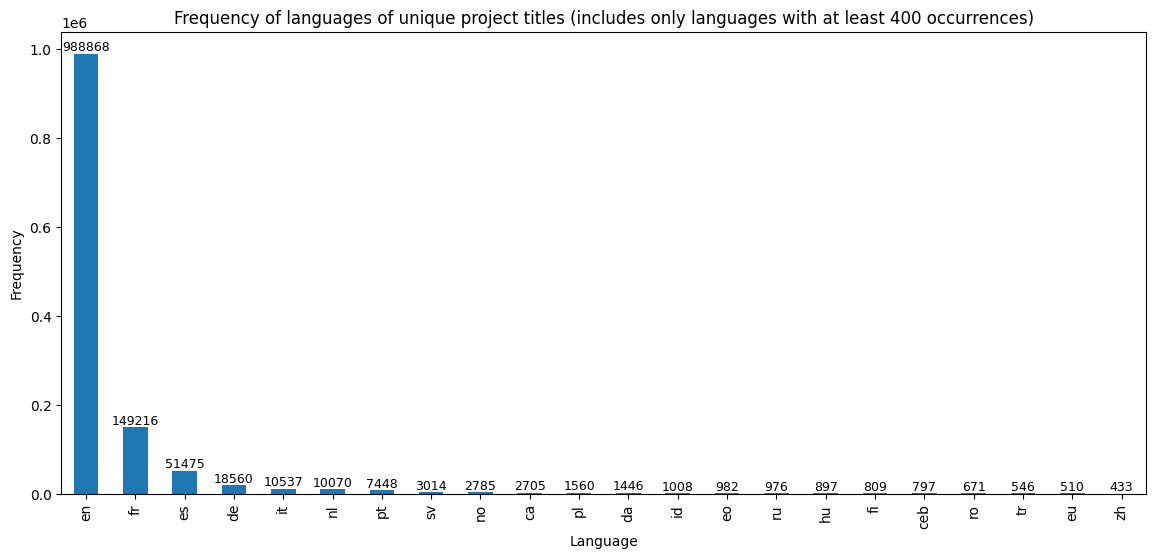 Frequency of languages of unique project titles (includes only languages with at least 400 occurrences)
1e6
1.0
0.8
0.6
0.4
0.2
0.0
Frequency
988868
149216
51475
18560
10537
10070
7448
3014
2785
2705
1560
1446
1008
982
976
897
809
797
671
546
510
433
en
fr
es
de
it
nl
pt
sv
no
ca
pl
da
id
eo
ru
hu
fi
ceb
ro
tr
eu
zh
Language